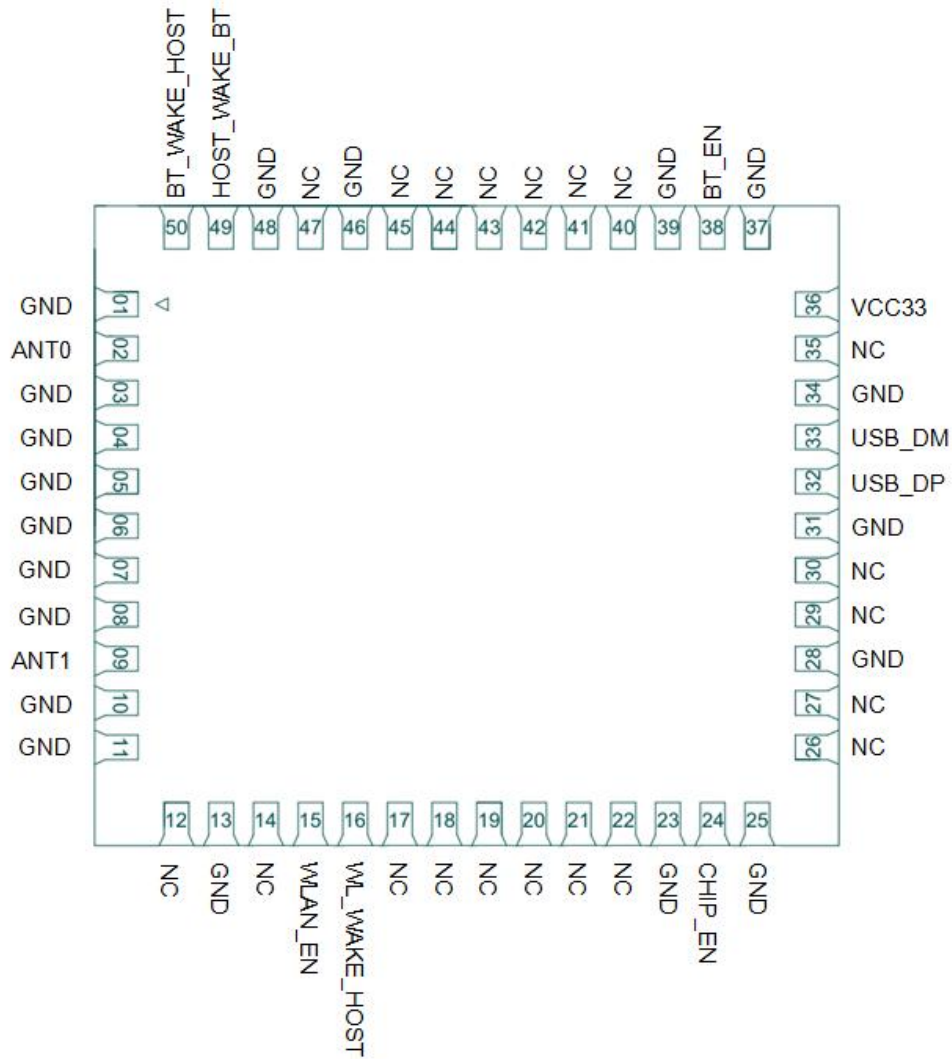 BT_WAKE_HOST HOST_WAKE_BT GND NC GND NC NC NC NC NC NC GND BT_EN GND
50 49 48 47 46 45 44 43 42 41 40 39 38 37
GND 01 36 VCC33
ANT0 02 35 NC
GND 03 34 GND
GND 04 33 USB_DM
GND 05 32 USB_DP
GND 06 31 GND
GND 07 30 NC
GND 08 29 NC
ANT1 09 28 GND
GND 10 27 NC
GND 11 26 NC
12 13 14 15 16 17 18 19 20 21 22 23 24 25
NC GND NC WLAN_EN WL_WAKE_HOST NC NC NC NC NC NC GND CHIP_EN GND